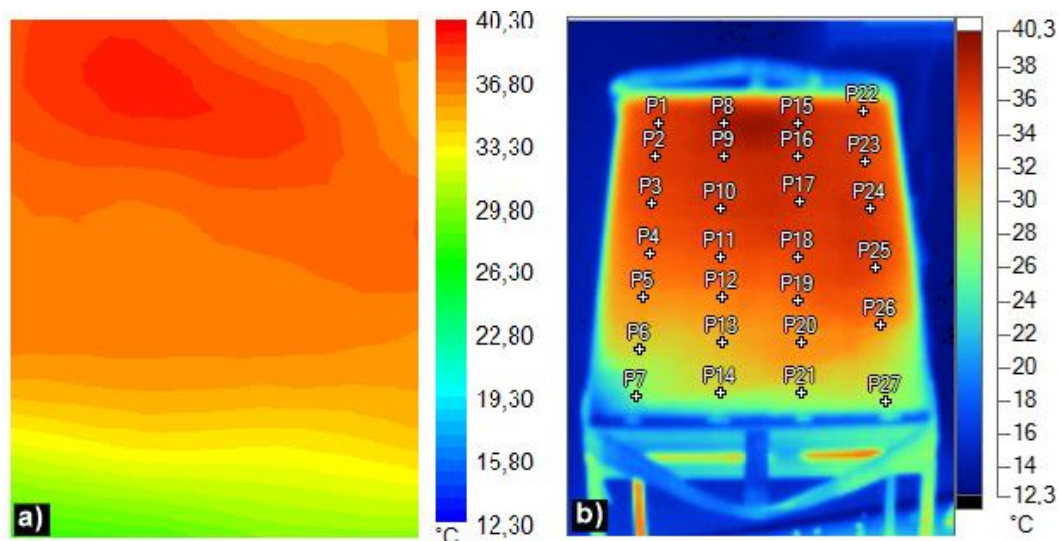 40,30
36,80
33,30
29,80
26,30
22,80
19,30
15,80
12,30
°C
a)
P1 P8 P15 P22
P2 P9 P16 P23
P3 P10 P17 P24
P4 P11 P18 P25
P5 P12 P19 P26
P6 P13 P20
P7 P14 P21 P27
b)
40,3
38
36
34
32
30
28
26
24
22
20
18
16
14
12,3
°C